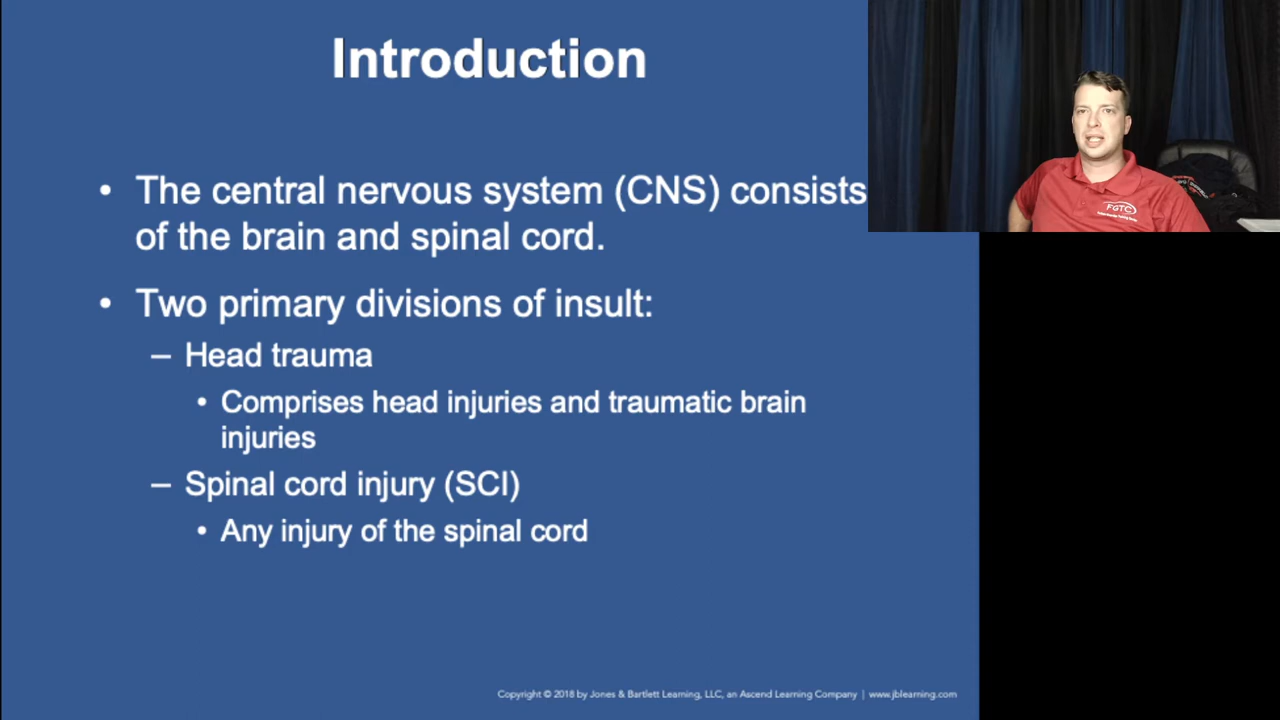 Introduction
• The central nervous system (CNS) consists
of the brain and spinal cord.
• Two primary divisions of insult:
– Head trauma
• Comprises head injuries and traumatic brain
injuries
– Spinal cord injury (SCI)
• Any injury of the spinal cord
Copyright © 2018 by Jones & Bartlett Learning, LLC, an Ascend Learning Company | www.jblearning.com
FGTC